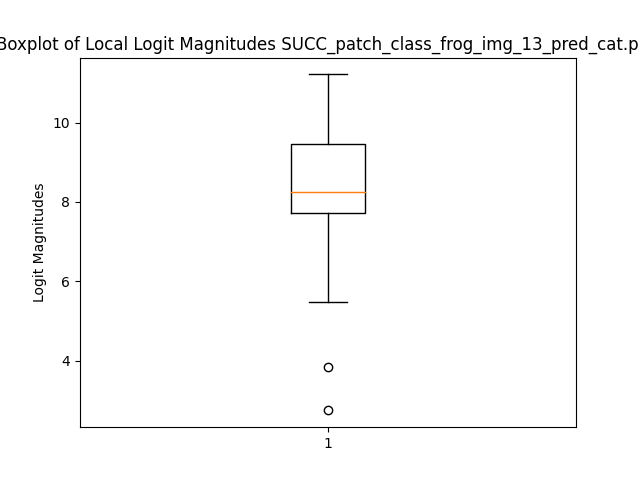 Boxplot of Local Logit Magnitudes SUCC_patch_class_frog_img_13_pred_cat.p
10
8
6
4
Logit Magnitudes
1